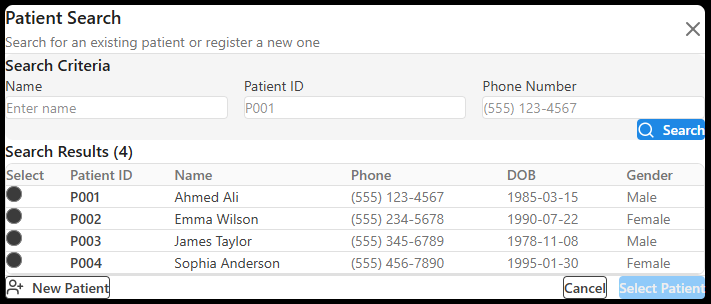 Patient Search
Search for an existing patient or register a new one
Search Criteria
Name Patient ID Phone Number
Enter name P001 (555) 123-4567
Search
Search Results (4)
Select Patient ID Name Phone DOB Gender
P001 Ahmed Ali (555) 123-4567 1985-03-15 Male
P002 Emma Wilson (555) 234-5678 1990-07-22 Female
P003 James Taylor (555) 345-6789 1978-11-08 Male
P004 Sophia Anderson (555) 456-7890 1995-01-30 Female
New Patient Cancel Select Patient